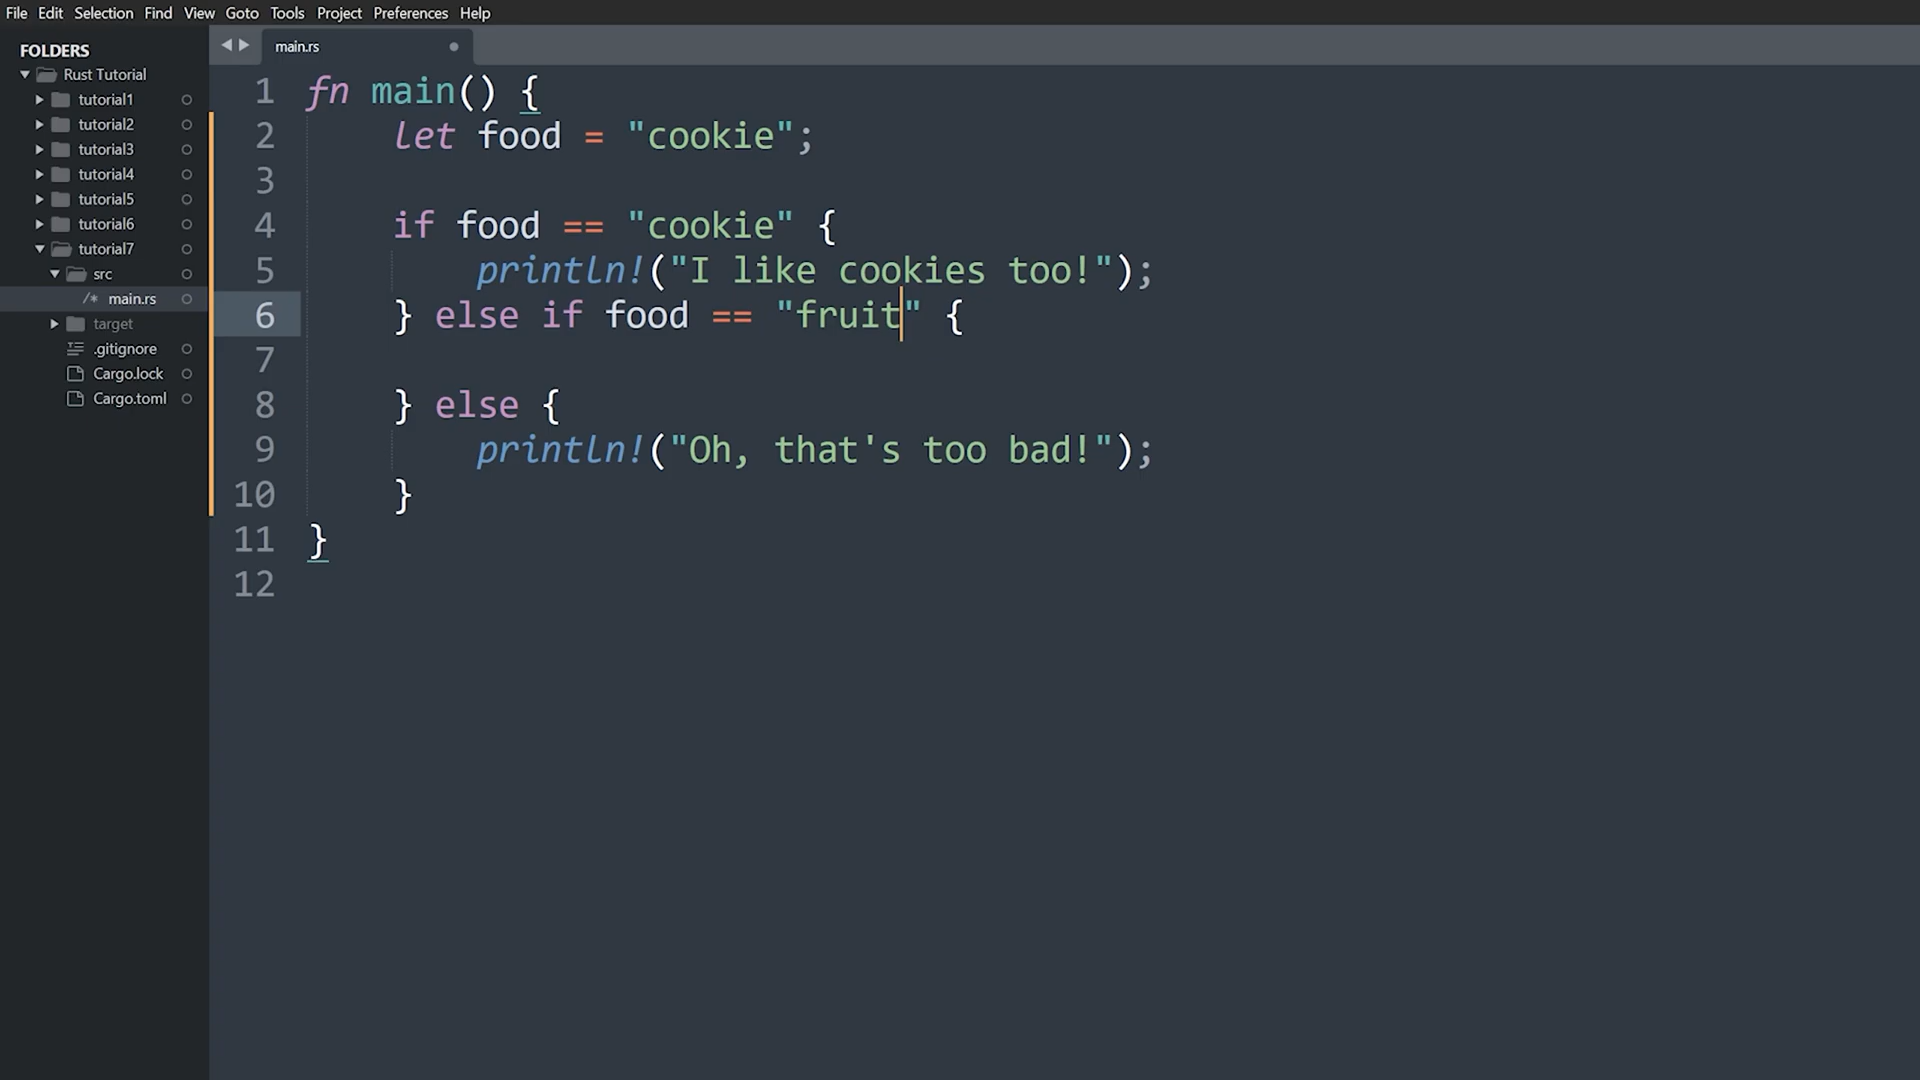 File Edit Selection Find View Goto Tools Project Preferences Help
FOLDERS
Rust Tutorial
tutorial1
tutorial2
tutorial3
tutorial4
tutorial5
tutorial6
tutorial7
src
/* main.rs
target
.gitignore
Cargo.lock
Cargo.toml
main.rs
1 fn main() {
2     let food = "cookie";
3
4     if food == "cookie" {
5         println!("I like cookies too!");
6     } else if food == "fruit" {
7
8     } else {
9         println!("Oh, that's too bad!");
10     }
11 }
12